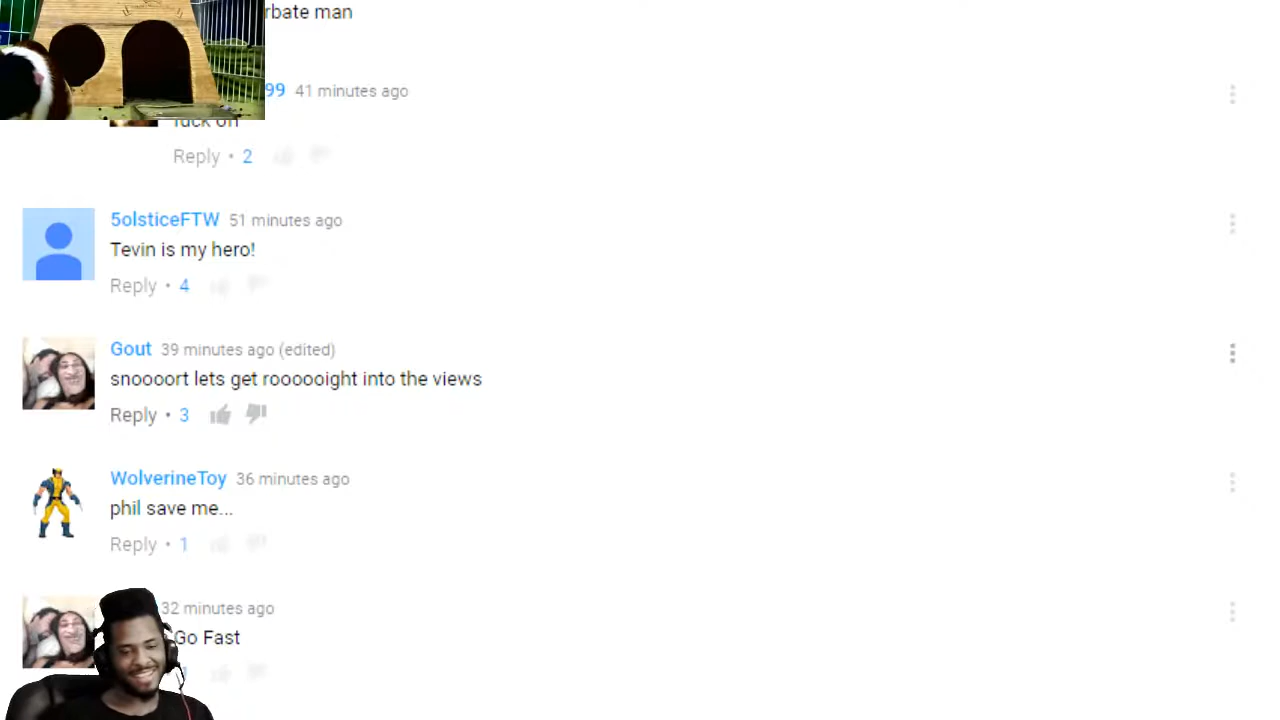 rbate man
99 41 minutes ago
fuck off
Reply • 2
5olsticeFTW 51 minutes ago
Tevin is my hero!
Reply • 4
Gout 39 minutes ago (edited)
snoooort lets get roooooight into the views
Reply • 3
WolverineToy 36 minutes ago
phil save me...
Reply • 1
32 minutes ago
Go Fast